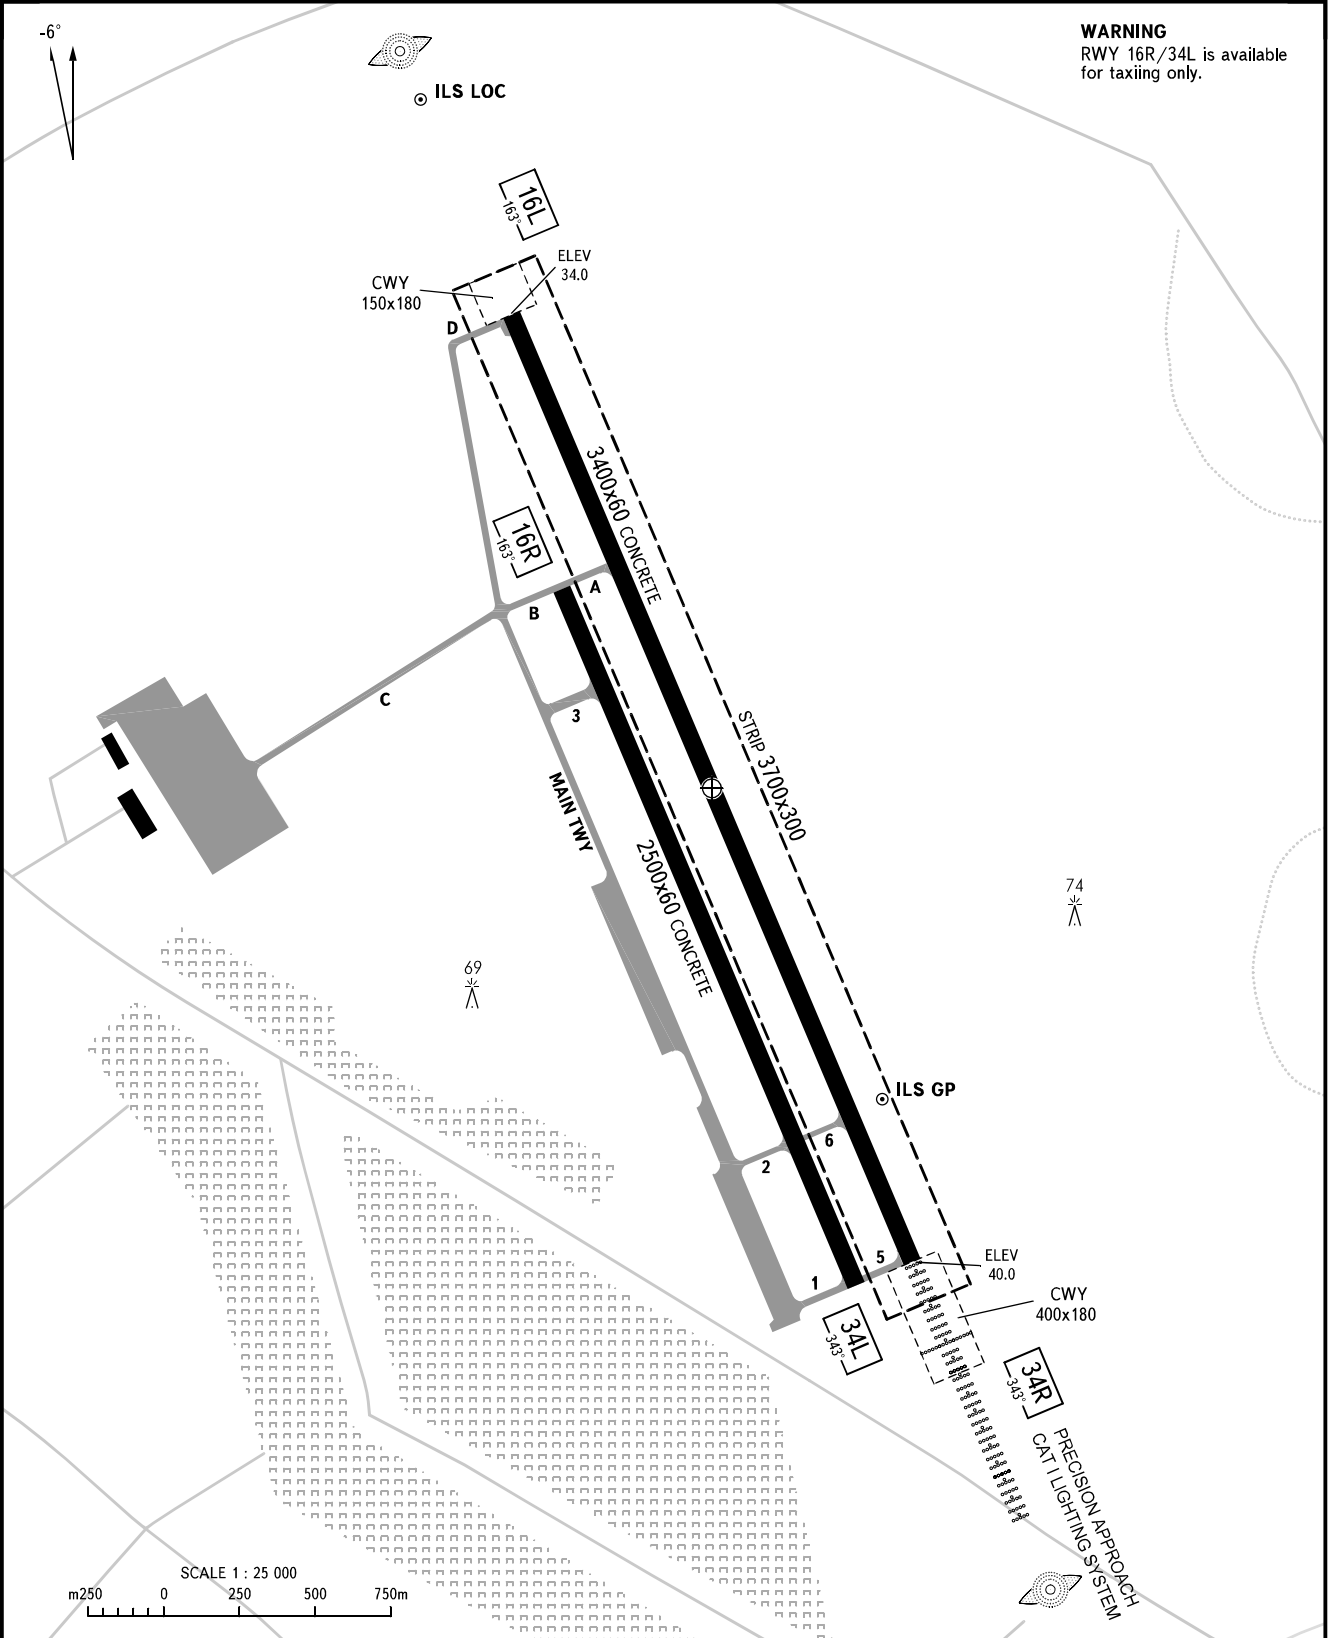 -6°
WARNING
RWY 16R/34L is available
for taxiing only.
ILS LOC
16L
163°
ELEV
34.0
CWY
150x180
D
3400x60 CONCRETE
16R
163°
A
B
C
3
MAIN TWY
STRIP 3700x300
2500x60 CONCRETE
74
69
ILS GP
6
2
5
1
ELEV
40.0
CWY
400x180
34L
343°
34R
343°
PRECISION APPROACH
CAT I LIGHTING SYSTEM
SCALE 1 : 25 000
m250 0 250 500 750m